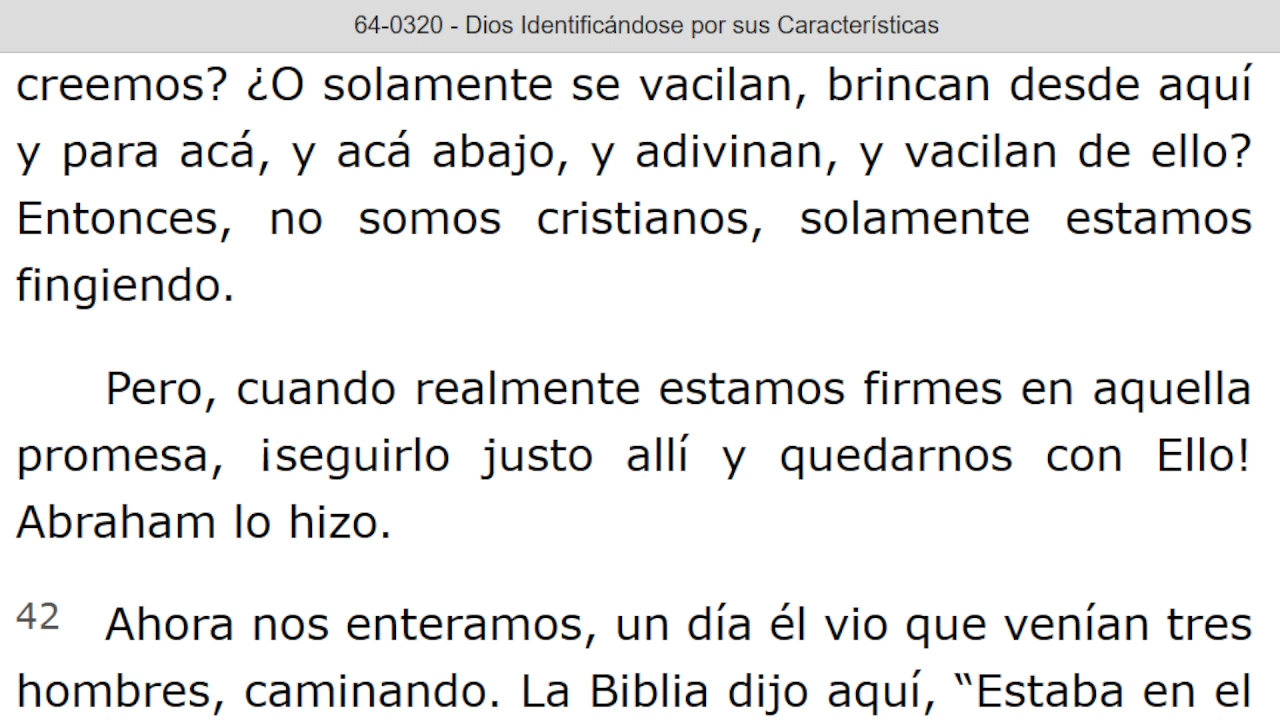 64-0320 - Dios Identificándose por sus Características
creemos? ¿O solamente se vacilan, brincan desde aquí
y para acá, y acá abajo, y adivinan, y vacilan de ello?
Entonces, no somos cristianos, solamente estamos
fingiendo.
Pero, cuando realmente estamos firmes en aquella
promesa, ¡seguirlo justo allí y quedarnos con Ello!
Abraham lo hizo.
42 Ahora nos enteramos, un día él vio que venían tres
hombres, caminando. La Biblia dijo aquí, “Estaba en el